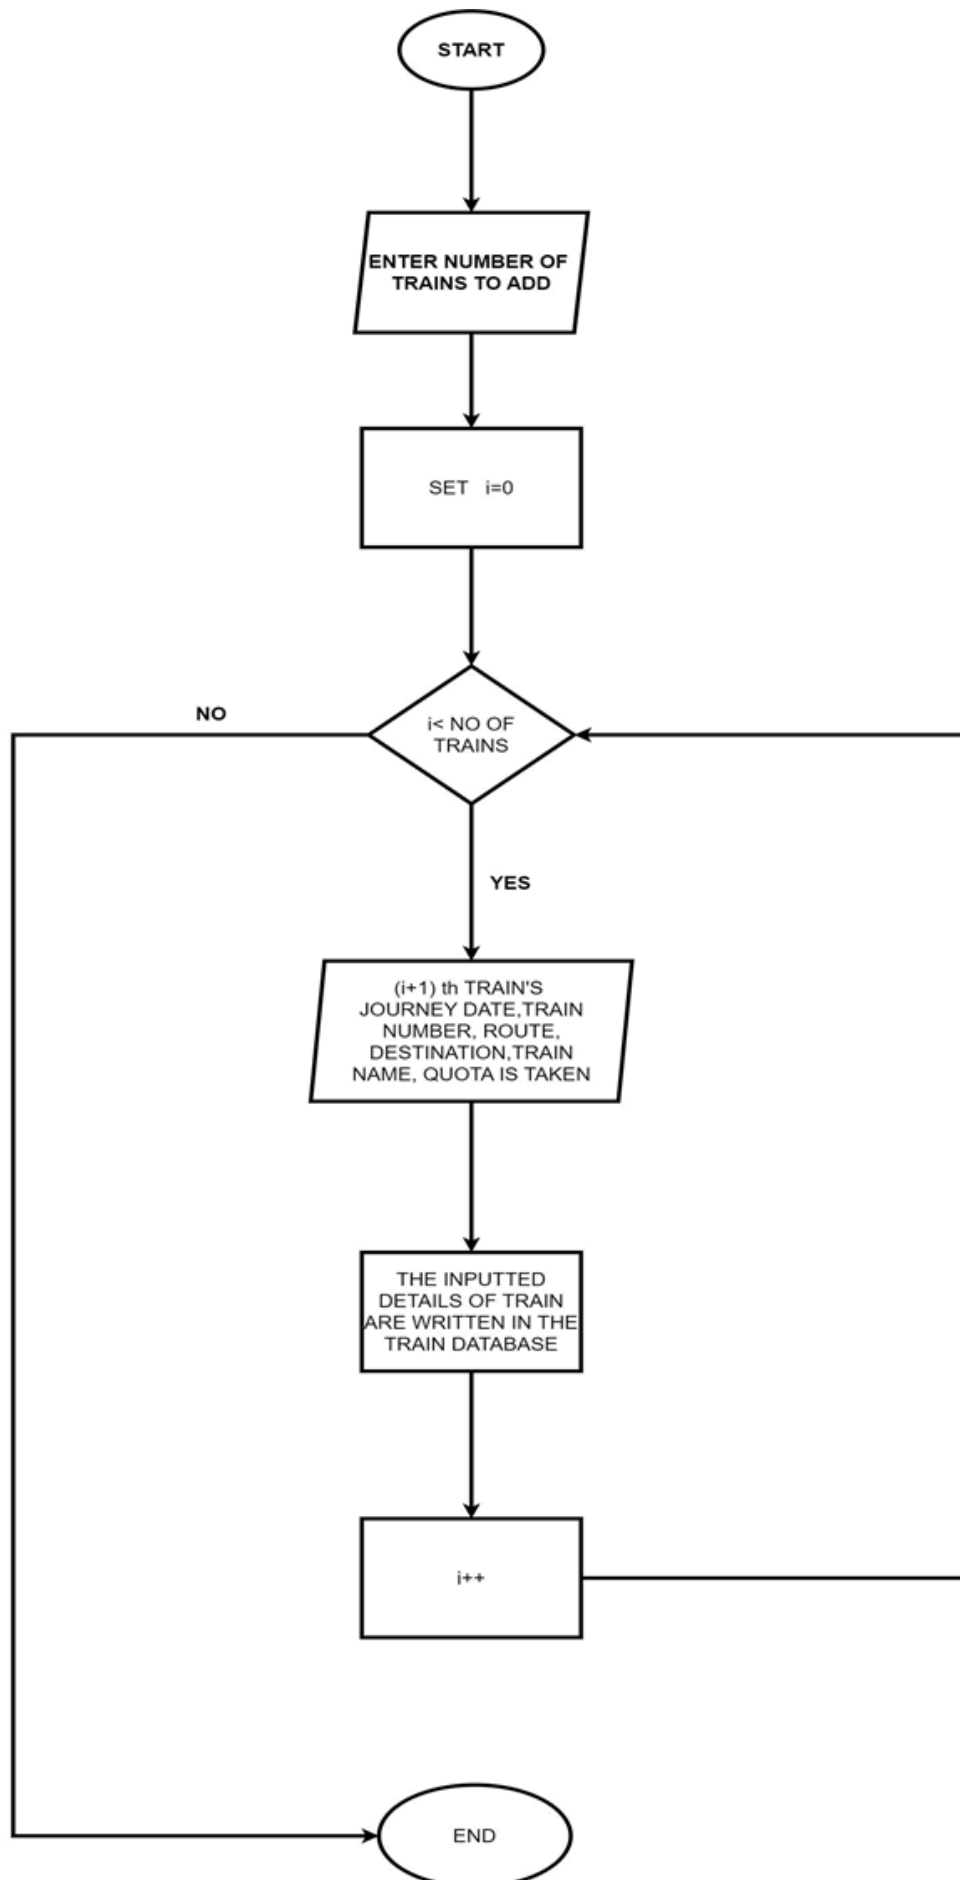 START
ENTER NUMBER OF
TRAINS TO ADD
SET i=0
i< NO OF
TRAINS
NO
YES
(i+1) th TRAIN'S
JOURNEY DATE,TRAIN
NUMBER, ROUTE,
DESTINATION,TRAIN
NAME, QUOTA IS TAKEN
THE INPUTTED
DETAILS OF TRAIN
ARE WRITTEN IN THE
TRAIN DATABASE
i++
END